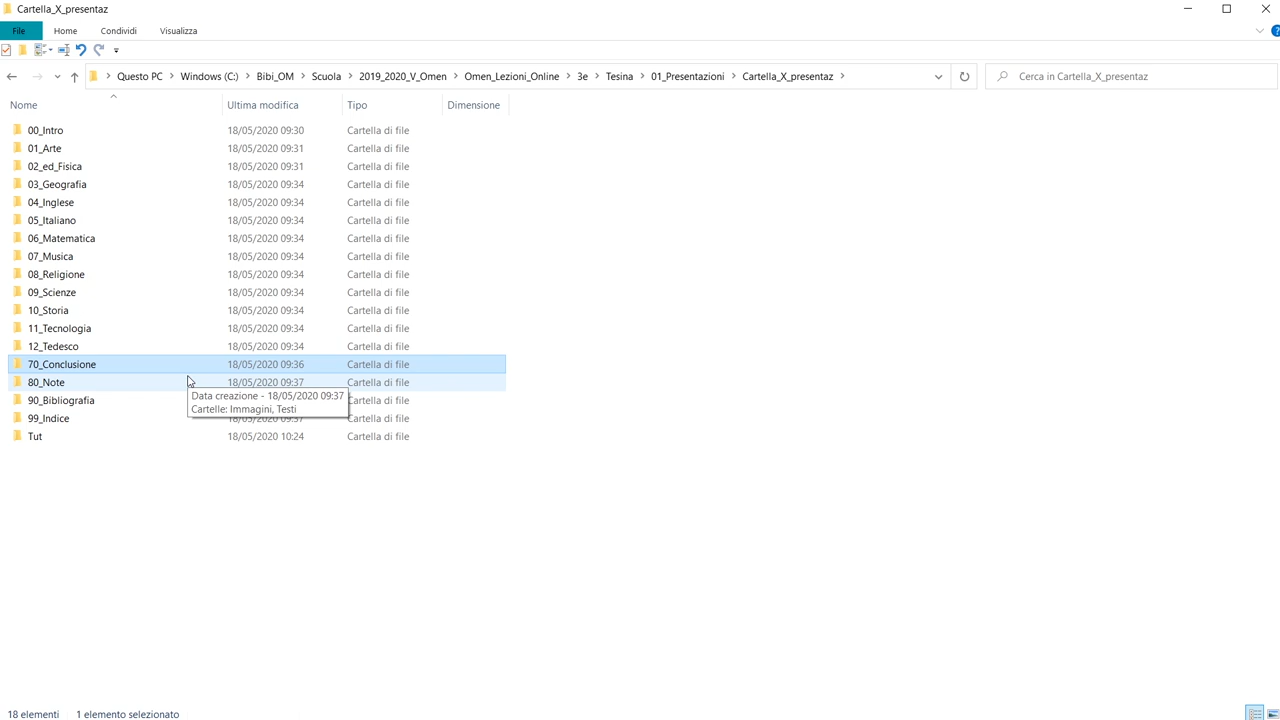 Cartella_X_presentaz
File Home Condividi Visualizza
Questo PC Windows (C:) Bibi_OM Scuola 2019_2020_V_Omen Omen_Lezioni_Online 3e Tesina 01_Presentazioni Cartella_X_presentaz
Cerca in Cartella_X_presentaz
Nome Ultima modifica Tipo Dimensione
00_Intro 18/05/2020 09:30 Cartella di file
01_Arte 18/05/2020 09:31 Cartella di file
02_ed_Fisica 18/05/2020 09:31 Cartella di file
03_Geografia 18/05/2020 09:34 Cartella di file
04_Inglese 18/05/2020 09:34 Cartella di file
05_Italiano 18/05/2020 09:34 Cartella di file
06_Matematica 18/05/2020 09:34 Cartella di file
07_Musica 18/05/2020 09:34 Cartella di file
08_Religione 18/05/2020 09:34 Cartella di file
09_Scienze 18/05/2020 09:34 Cartella di file
10_Storia 18/05/2020 09:34 Cartella di file
11_Tecnologia 18/05/2020 09:34 Cartella di file
12_Tedesco 18/05/2020 09:34 Cartella di file
70_Conclusione 18/05/2020 09:36 Cartella di file
80_Note 18/05/2020 09:37 Cartella di file
Data creazione - 18/05/2020 09:37
Cartelle: Immagini, Testi
90_Bibliografia Cartella di file
99_Indice 18/05/2020 09:37 Cartella di file
Tut 18/05/2020 10:24 Cartella di file
18 elementi 1 elemento selezionato